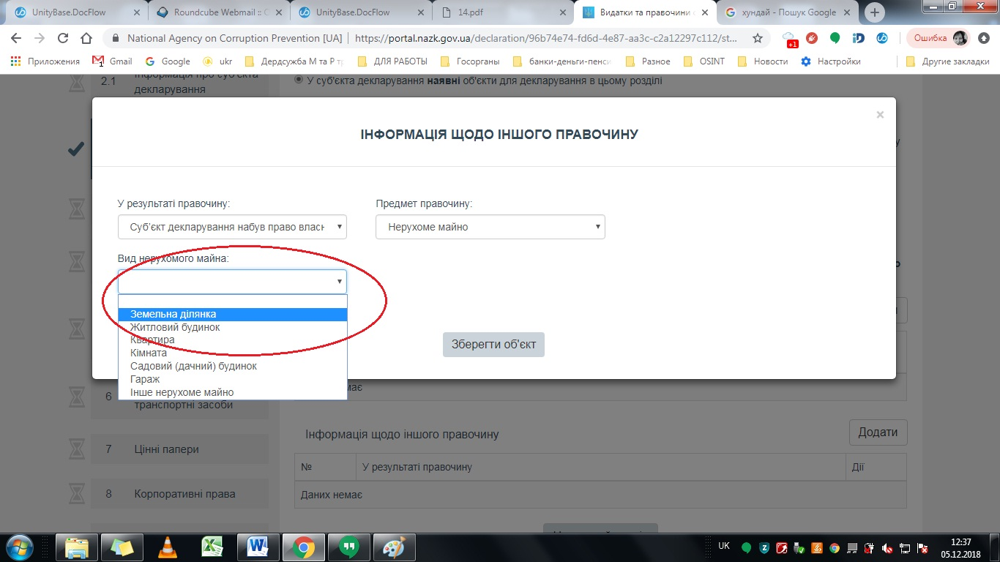 UnityBase.DocFlow
Roundcube Webmail ::
UnityBase.DocFlow
14.pdf
Видатки та правочини
хундай - Пошук Google
National Agency on Corruption Prevention [UA]
https://portal.nazk.gov.ua/declaration/96b74e74-fd6d-4e87-aa3c-c2a12297c112/st...
+1
Ошибка
Приложения
1
Gmail
Google
ukr
Дердсужба М та Р
ДЛЯ РАБОТЫ
Госорганы
банки-деньги-пенси
Разное
OSINT
Новости
Настройки
Другие закладки
2.1
Інформація про суб'єкта
декларування
У суб'єкта декларування наявні об'єкти для декларування в цьому розділі
×
ІНФОРМАЦІЯ ЩОДО ІНШОГО ПРАВОЧИНУ
У результаті правочину:
Предмет правочину:
Суб'єкт декларування набув право власн
Нерухоме майно
Вид нерухомого майна:
Земельна ділянка
Житловий будинок
Квартира
Кімната
Садовий (дачний) будинок
Гараж
Інше нерухоме майно
Зберегти об'єкт
має
6
транспортні засоби
Інформація щодо іншого правочину
Додати
7
Цінні папери
№
У результаті правочину
Дії
8
Корпоративні права
Даних немає
UK
12:37
05.12.2018